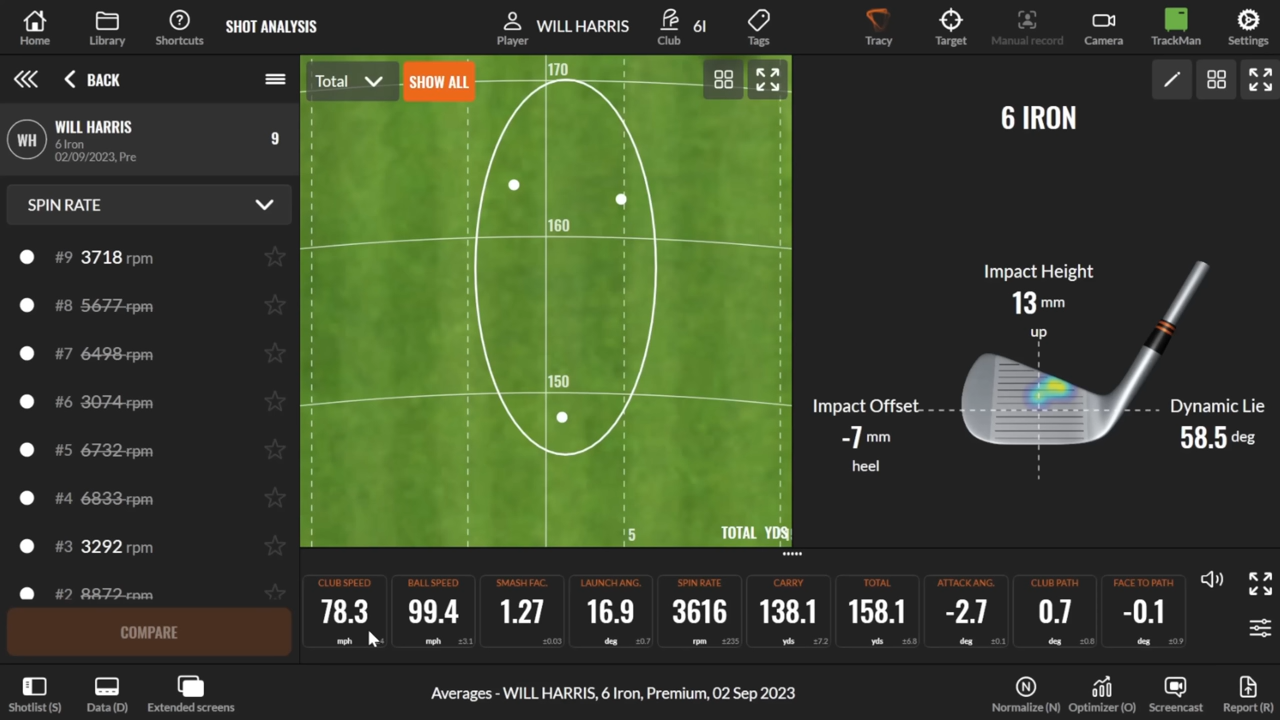 Home
Library
Shortcuts
SHOT ANALYSIS
Player
WILL HARRIS
Club
6I
Tags
Tracy
Target
Manual record
Camera
TrackMan
Settings
BACK
WH
WILL HARRIS
6 Iron
02/09/2023, Pre
9
SPIN RATE
#9 3718 rpm
#8 5677 rpm
#7 6498 rpm
#6 3074 rpm
#5 6732 rpm
#4 6833 rpm
#3 3292 rpm
#2 8872 rpm
COMPARE
Total
SHOW ALL
170
160
150
5
TOTAL YDS
6 IRON
Impact Height
13 mm
up
Impact Offset
-7 mm
heel
Dynamic Lie
58.5 deg
CLUB SPEED
78.3
mph
BALL SPEED
99.4
mph ±3.1
SMASH FAC.
1.27
±0.03
LAUNCH ANG.
16.9
deg ±0.7
SPIN RATE
3616
rpm ±235
CARRY
138.1
yds ±7.2
TOTAL
158.1
yds ±6.8
ATTACK ANG.
-2.7
deg ±0.1
CLUB PATH
0.7
deg ±0.8
FACE TO PATH
-0.1
deg ±0.9
Shotlist (S)
Data (D)
Extended screens
Averages - WILL HARRIS, 6 Iron, Premium, 02 Sep 2023
Normalize (N)
Optimizer (O)
Screencast
Report (R)